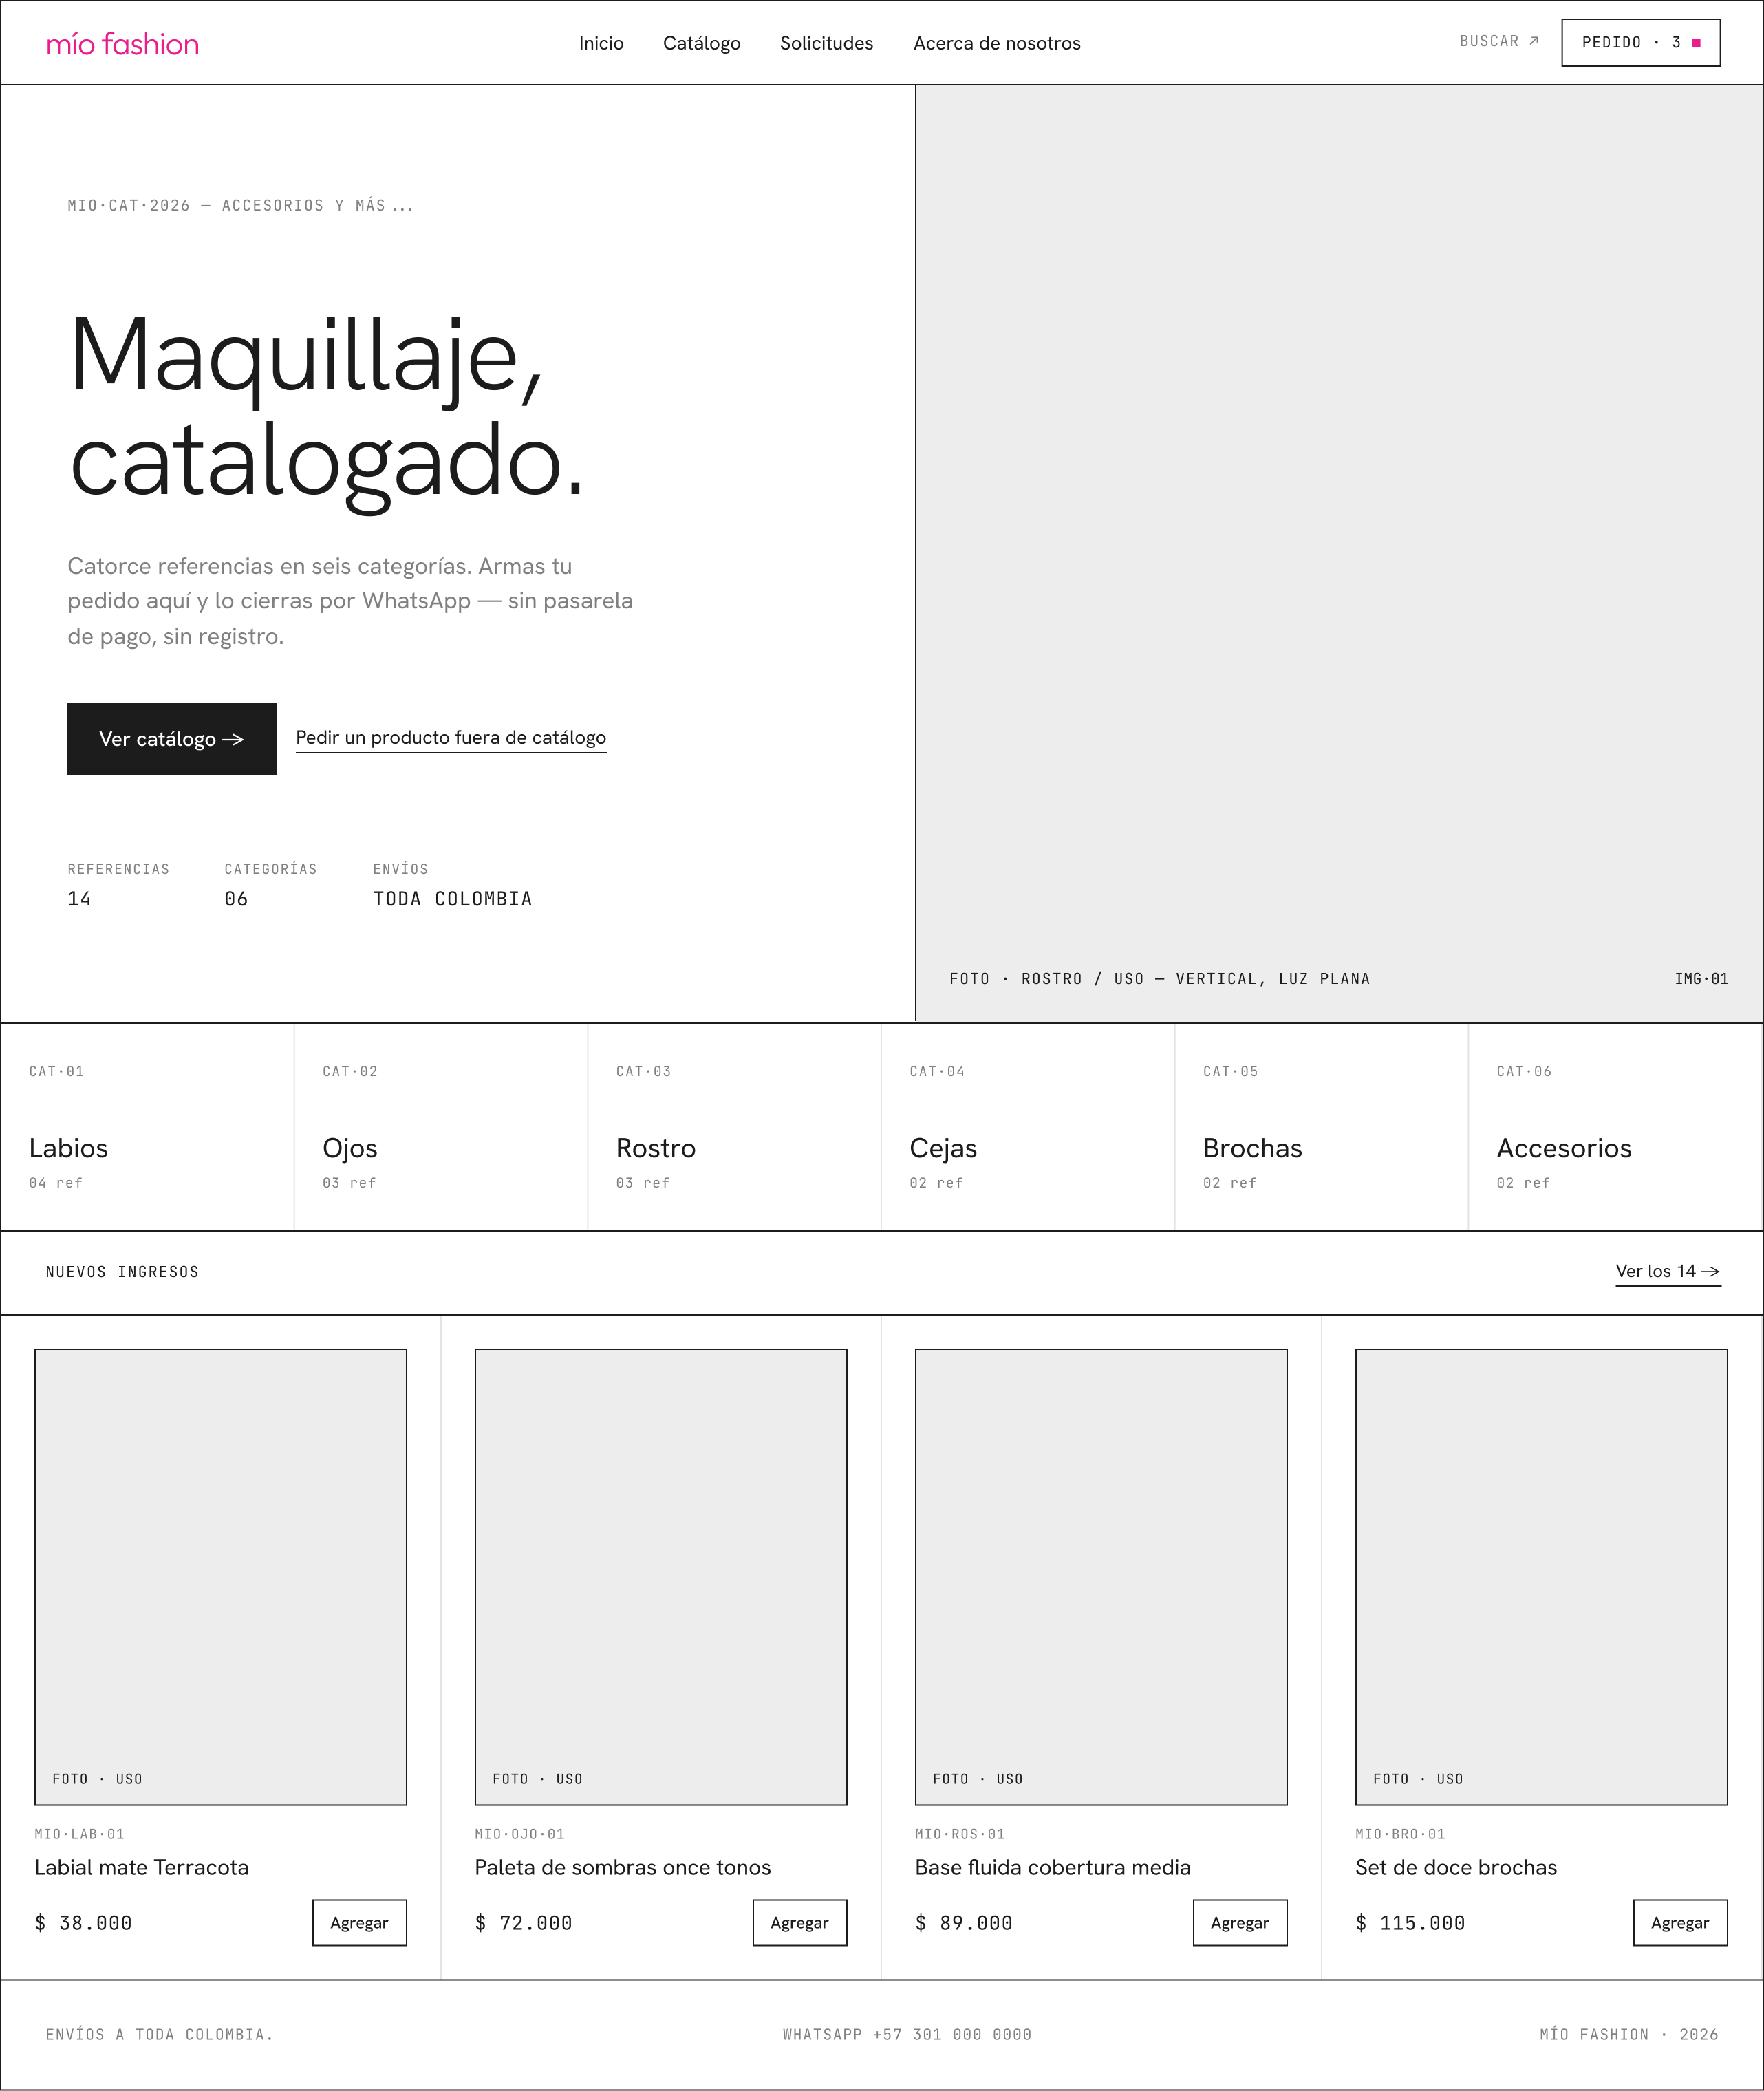 mío fashion
Inicio Catálogo Solicitudes Acerca de nosotros
BUSCAR ↗ PEDIDO · 3
MIO·CAT·2026 — ACCESORIOS Y MÁS...
Maquillaje,
catalogado.
Catorce referencias en seis categorías. Armas tu
pedido aquí y lo cierras por WhatsApp — sin pasarela
de pago, sin registro.
Ver catálogo → Pedir un producto fuera de catálogo
REFERENCIAS CATEGORÍAS ENVÍOS
14 06 TODA COLOMBIA
FOTO · ROSTRO / USO — VERTICAL, LUZ PLANA IMG·01
CAT·01 CAT·02 CAT·03 CAT·04 CAT·05 CAT·06
Labios Ojos Rostro Cejas Brochas Accesorios
04 ref 03 ref 03 ref 02 ref 02 ref 02 ref
NUEVOS INGRESOS Ver los 14 →
FOTO · USO FOTO · USO FOTO · USO FOTO · USO
MIO·LAB·01 MIO·OJO·01 MIO·ROS·01 MIO·BRO·01
Labial mate Terracota Paleta de sombras once tonos Base fluida cobertura media Set de doce brochas
$ 38.000 Agregar $ 72.000 Agregar $ 89.000 Agregar $ 115.000 Agregar
ENVÍOS A TODA COLOMBIA. WHATSAPP +57 301 000 0000 MÍO FASHION · 2026